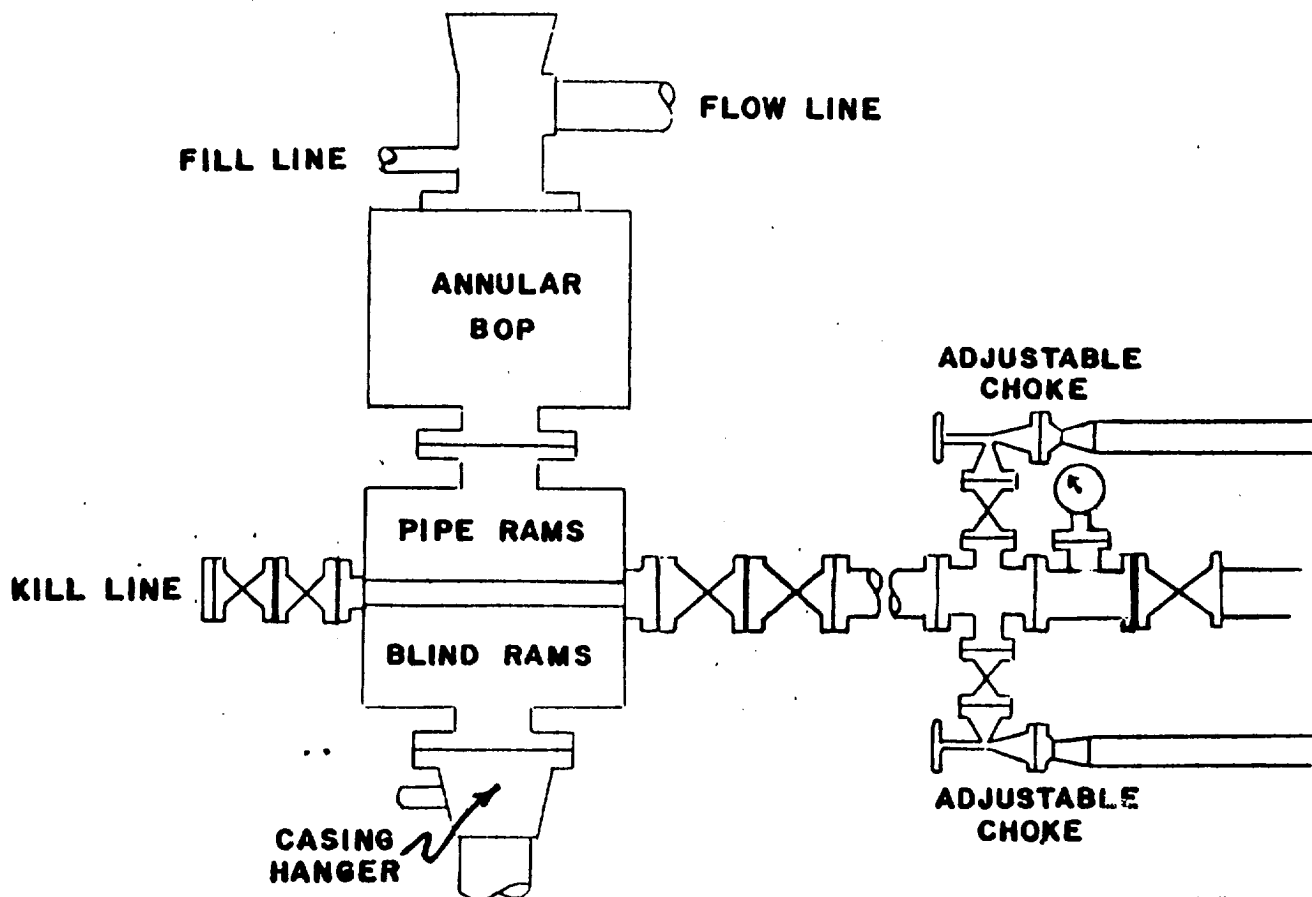 FLOW LINE
FILL LINE
ANNULAR
BOP
ADJUSTABLE
CHOKE
PIPE RAMS
KILL LINE
BLIND RAMS
ADJUSTABLE
CHOKE
CASING
HANGER